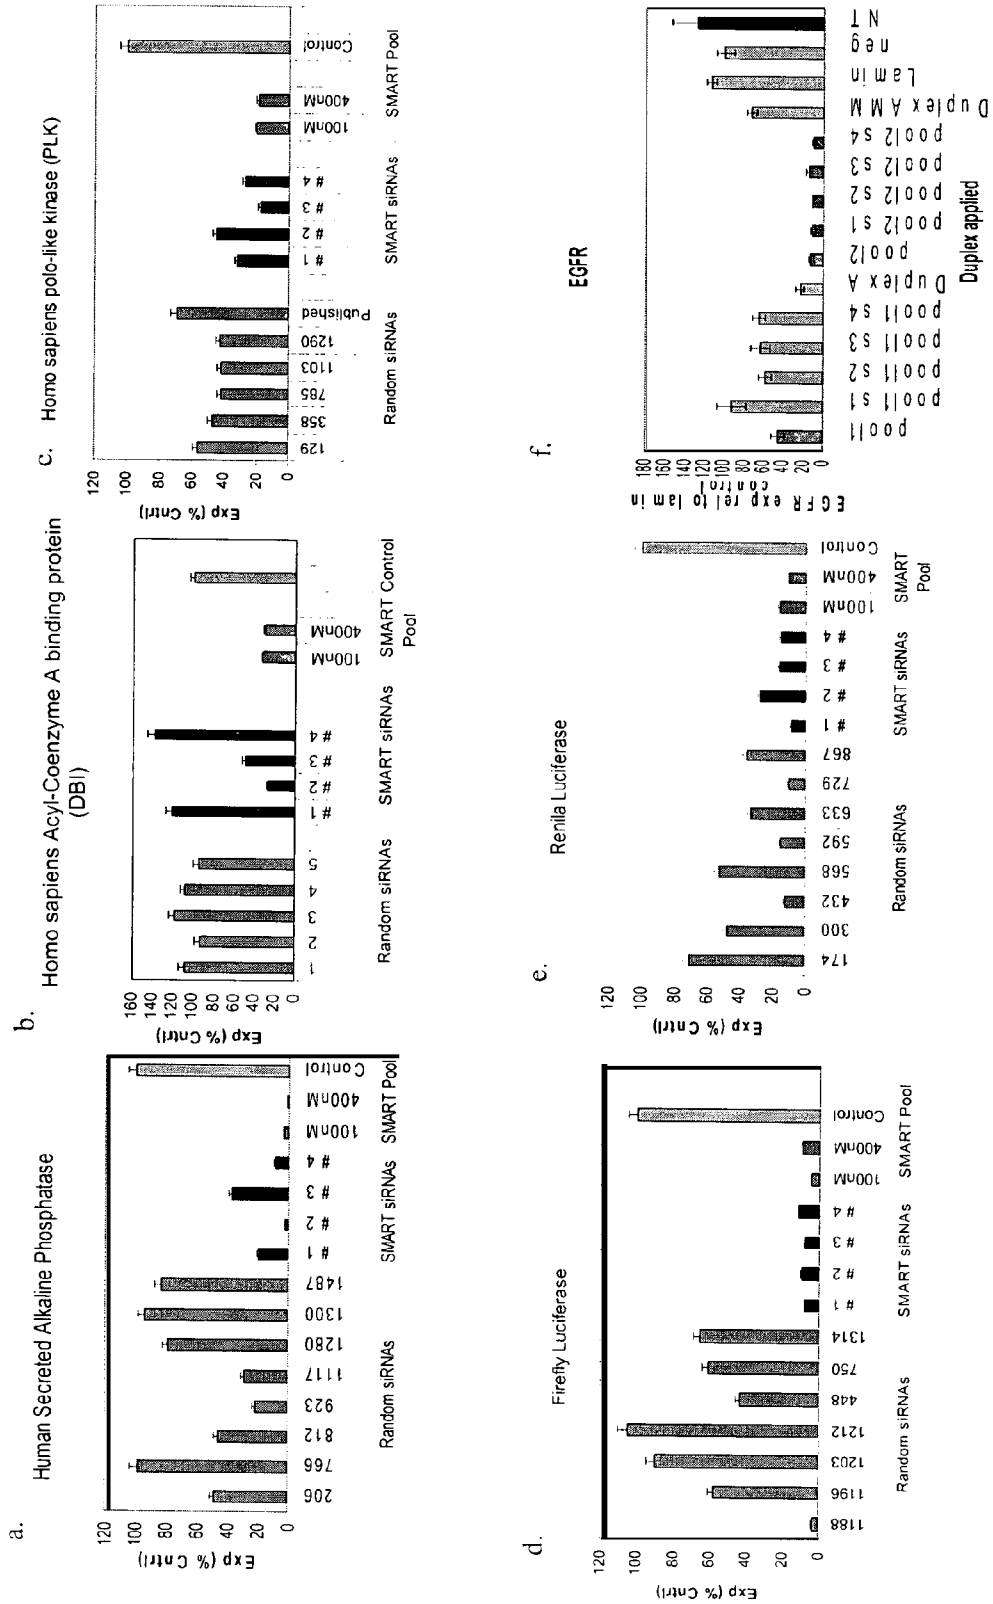 a.
Human Secreted Alkaline Phosphatase
Exp (% Cntrl)
120
100
80
60
40
20
0
206
766
812
923
1117
1280
1300
1487
# 1
# 2
# 3
# 4
100nM
400nM
Control
Random siRNAs
SMART siRNAs
SMART Pool
b.
Homo sapiens Acyl-Coenzyme A binding protein
(DBI)
Exp (% Cntrl)
160
140
120
100
80
60
40
20
0
1
2
3
4
5
# 1
# 2
# 3
# 4
100nM
400nM
Random siRNAs
SMART siRNAs
SMART Control
Pool
c.
Homo sapiens polo-like kinase (PLK)
Exp (% Cntrl)
120
100
80
60
40
20
0
129
358
785
1103
1290
Published
# 1
# 2
# 3
# 4
100nM
400nM
Control
Random siRNAs
SMART siRNAs
SMART Pool
d.
Firefly Luciferase
Exp (% Cntrl)
120
100
80
60
40
20
0
1188
1196
1203
1212
448
750
1314
# 1
# 2
# 3
# 4
100nM
400nM
Control
Random siRNAs
SMART siRNAs
SMART Pool
e.
Renilla Luciferase
Exp (% Cntrl)
120
100
80
60
40
20
0
174
300
432
568
592
633
729
867
# 1
# 2
# 3
# 4
100nM
400nM
Control
Random siRNAs
SMART siRNAs
SMART
Pool
f.
EGFR
EGFR exp rel to lamin
control
180
160
140
120
100
80
60
40
20
0
pool1
pool1 s1
pool1 s2
pool1 s3
pool1 s4
Duplex A
pool2
pool2 s1
pool2 s2
pool2 s3
pool2 s4
Duplex AMM
Lamin
neg
NT
Duplex applied